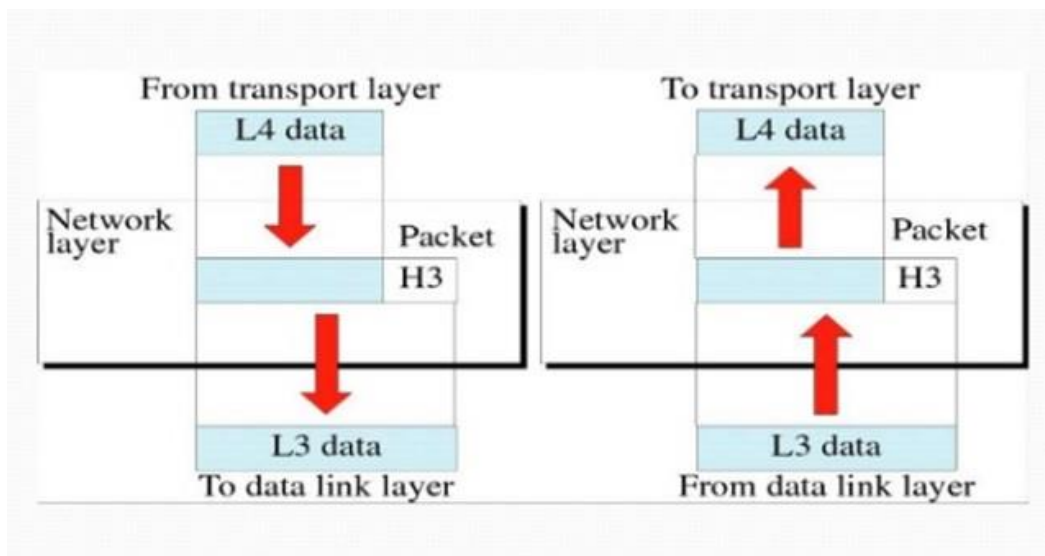 From transport layer
L4 data
Network
layer
Packet
H3
L3 data
To data link layer
To transport layer
L4 data
Network
layer
Packet
H3
L3 data
From data link layer